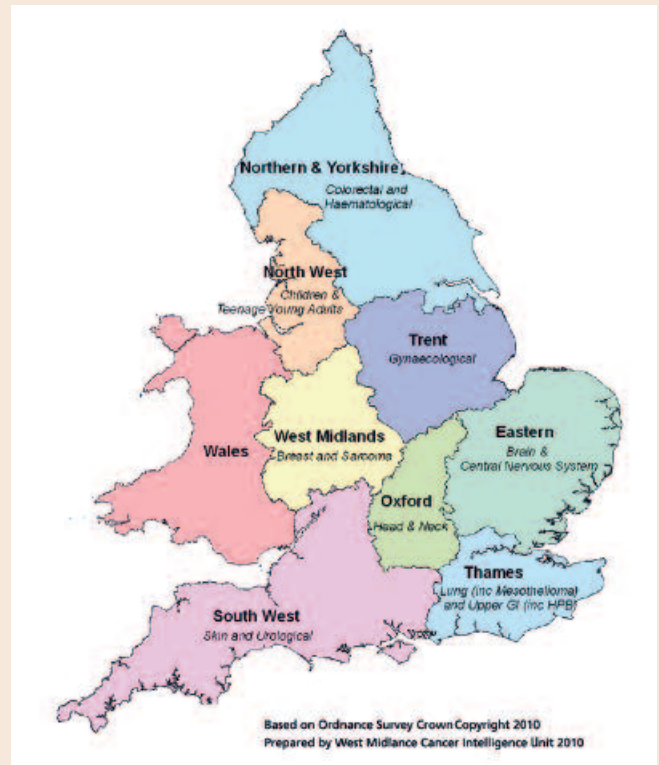 Northern & Yorkshire
Colorectal and
Haematological
North West
Children &
Teenage Young Adults
Trent
Gynaecological
Wales
West Midlands
Breast and Sarcoma
Eastern
Brain &
Central Nervous System
Oxford
Head & Neck
Thames
Lung (inc Mesothelioma)
and Upper GI (inc HPB)
South West
Skin and Urological
Based on Ordnance Survey Crown Copyright 2010
Prepared by West Midlance Cancer Intelligence Unit 2010